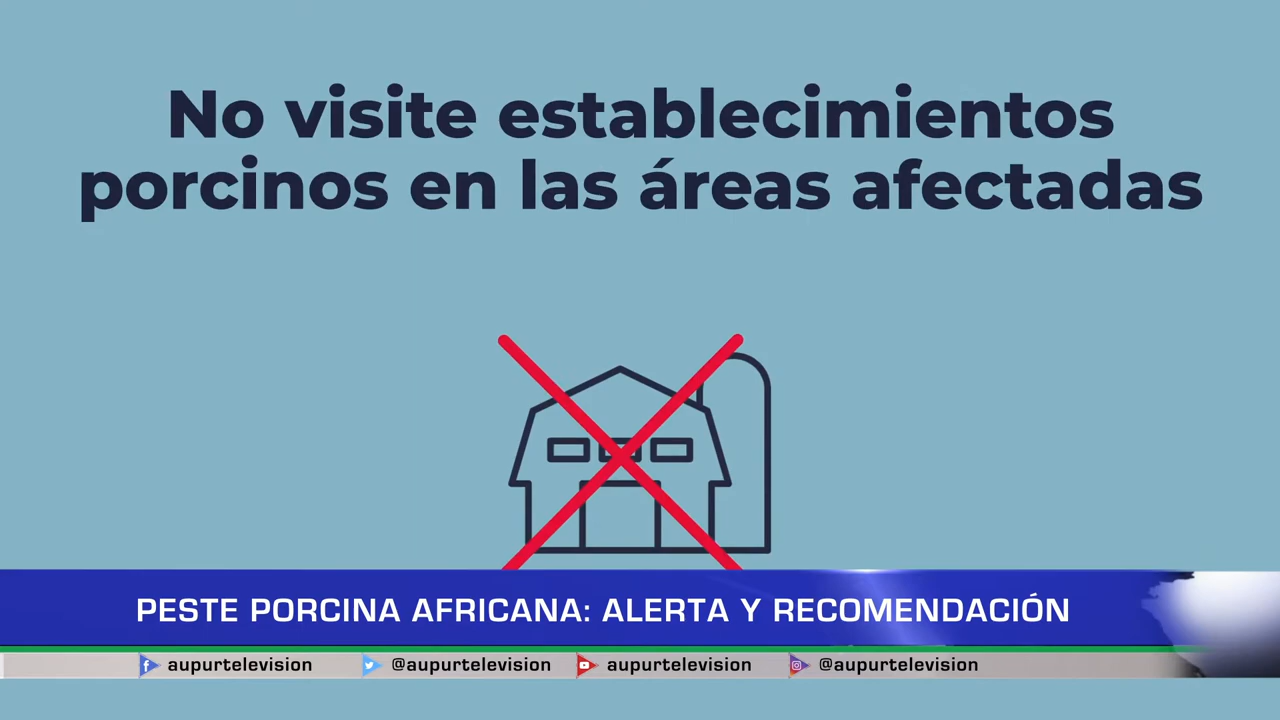 No visite establecimientos
porcinos en las áreas afectadas
PESTE PORCINA AFRICANA: ALERTA Y RECOMENDACIÓN
aupurtelevision @aupurtelevision aupurtelevision @aupurtelevision